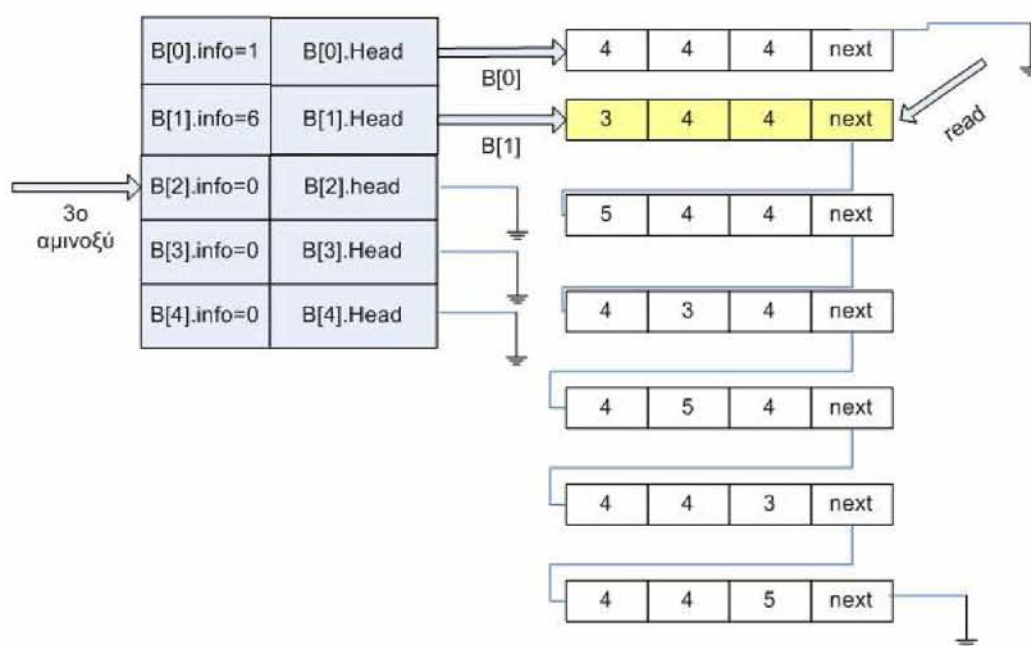 B[0].info=1 B[0].Head 4 4 4 next
B[0]
B[1].info=6 B[1].Head 3 4 4 next
B[1]
read
B[2].info=0 B[2].head 5 4 4 next
3ο
αμινοξύ
B[3].info=0 B[3].Head
B[4].info=0 B[4].Head 4 3 4 next
4 5 4 next
4 4 3 next
4 4 5 next